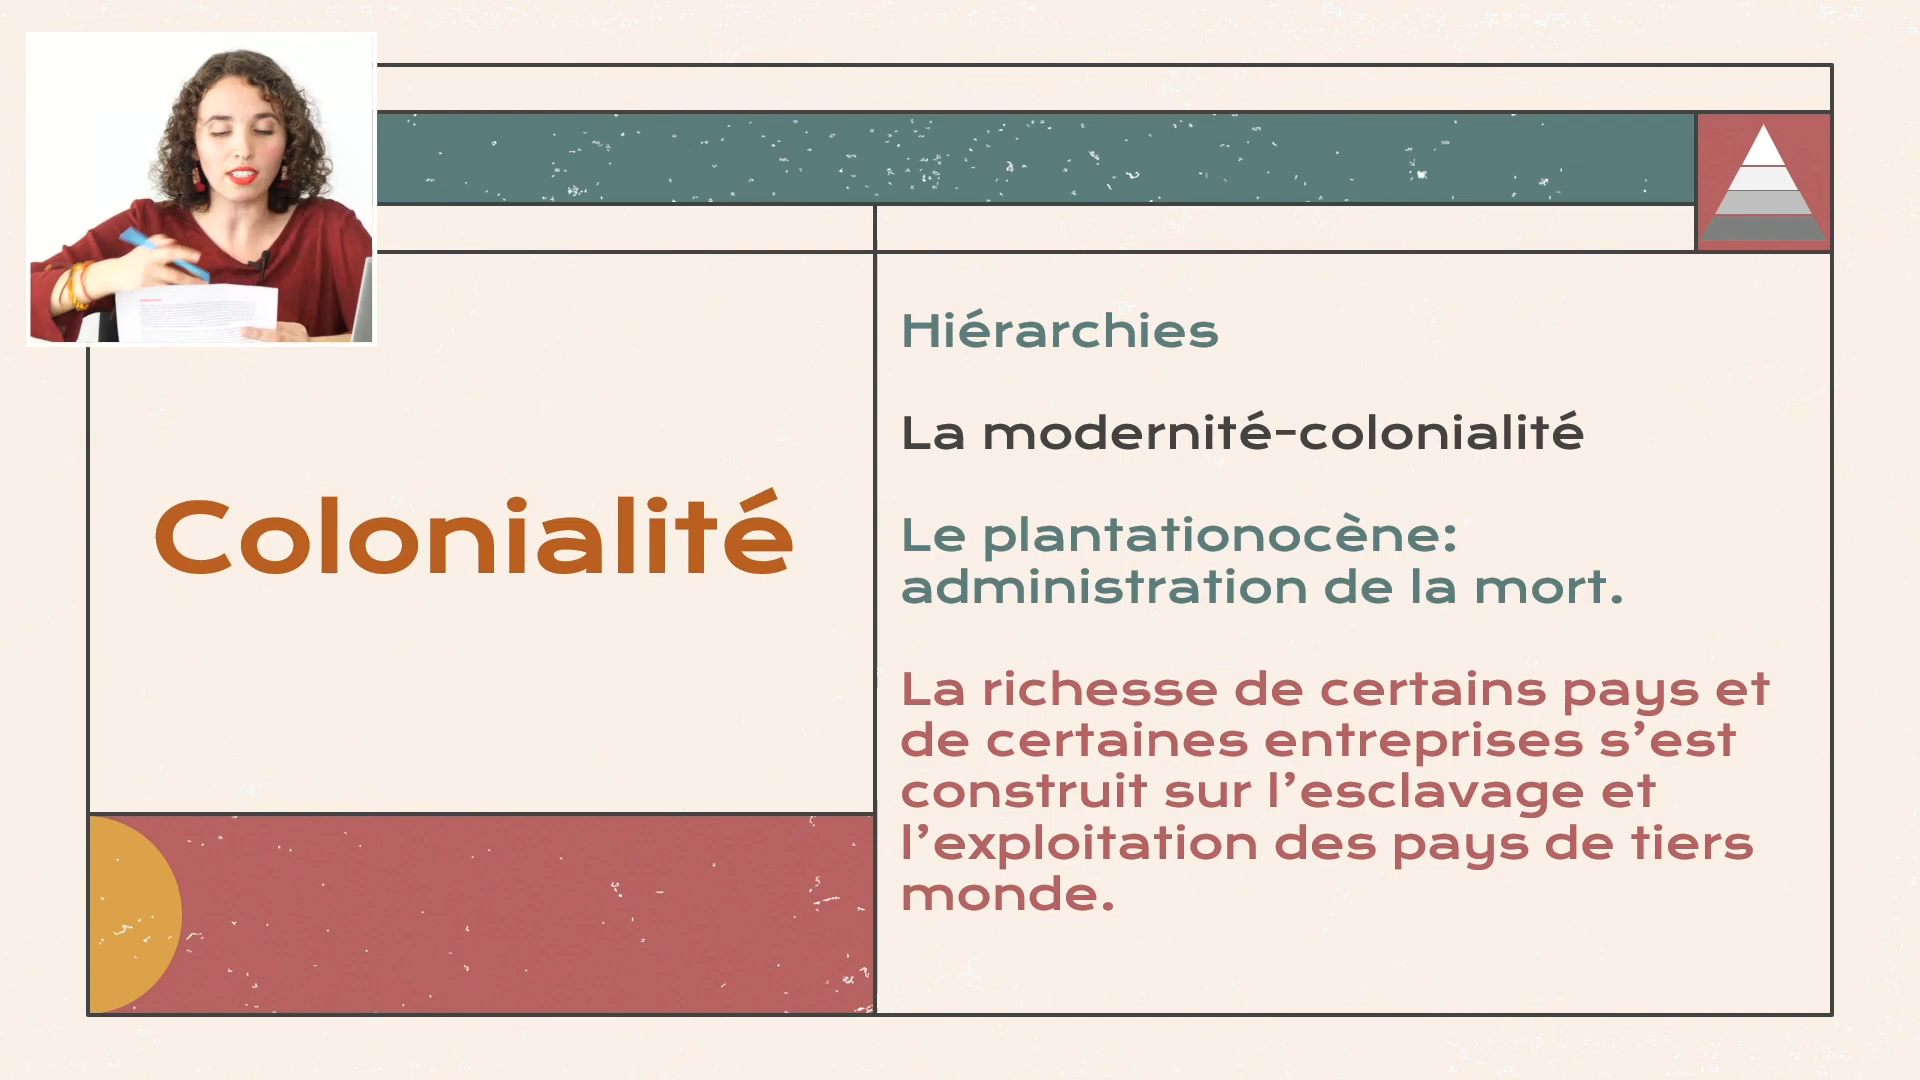 Colonialité
Hiérarchies
La modernité-colonialité
Le plantationocène:
administration de la mort.
La richesse de certains pays et
de certaines entreprises s’est
construit sur l’esclavage et
l’exploitation des pays de tiers
monde.